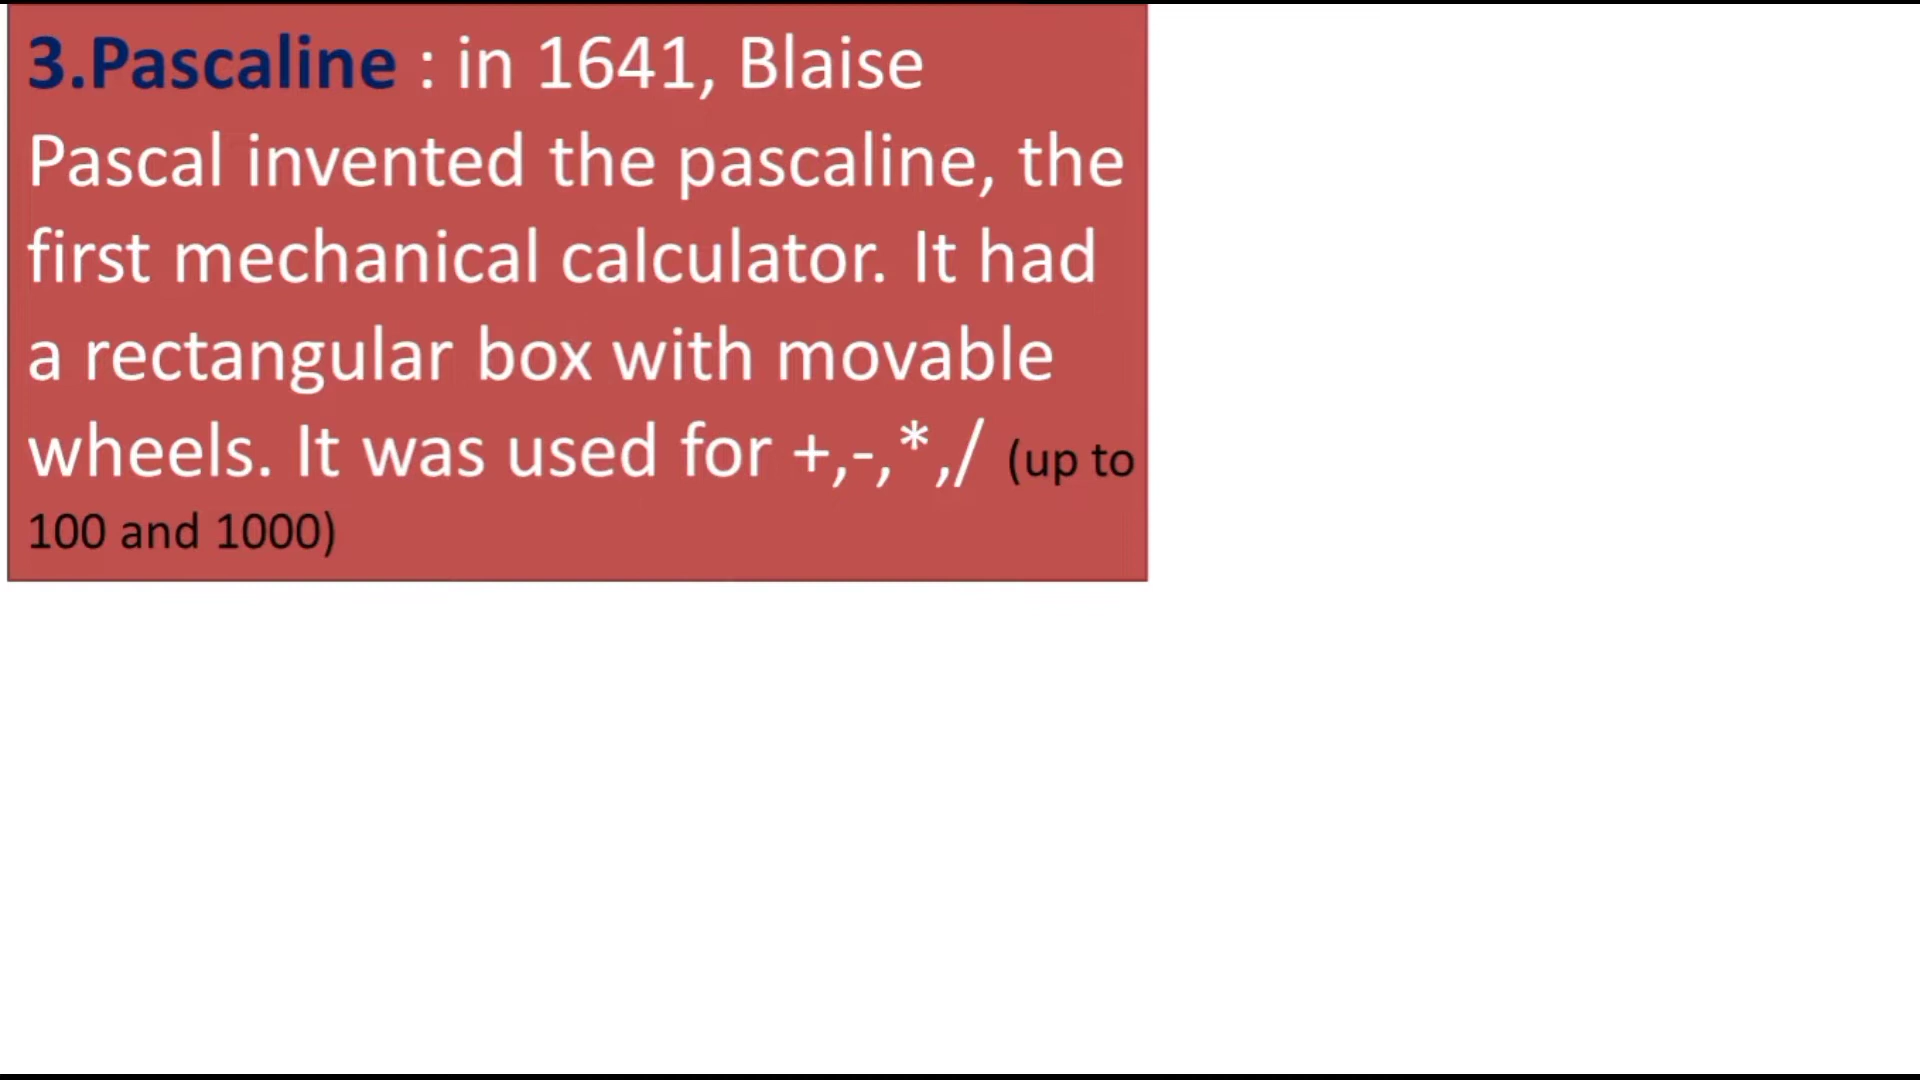 3.Pascaline : in 1641, Blaise
Pascal invented the pascaline, the
first mechanical calculator. It had
a rectangular box with movable
wheels. It was used for +,-,*,/ (up to
100 and 1000)